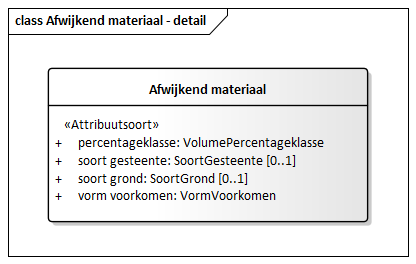 class Afwijkend materiaal - detail
Afwijkend materiaal
«Attribuutsoort»
+ percentageklasse: VolumePercentageklasse
+ soort gesteente: SoortGesteente [0..1]
+ soort grond: SoortGrond [0..1]
+ vorm voorkomen: VormVoorkomen